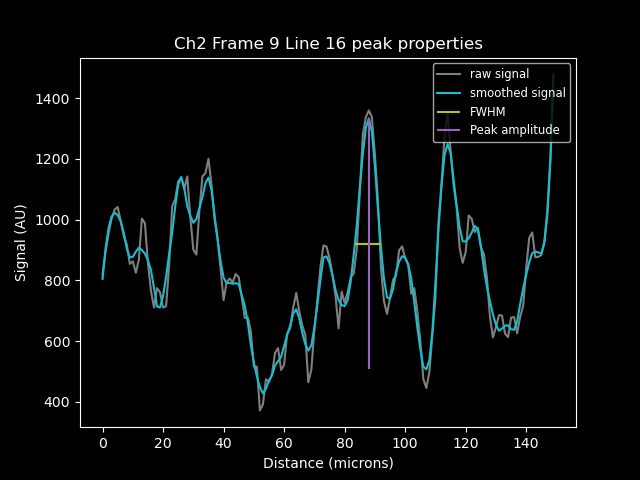 Ch2 Frame 9 Line 16 peak properties
raw signal
smoothed signal
FWHM
Peak amplitude
1400
1200
1000
800
600
400
Signal (AU)
0 20 40 60 80 100 120 140
Distance (microns)